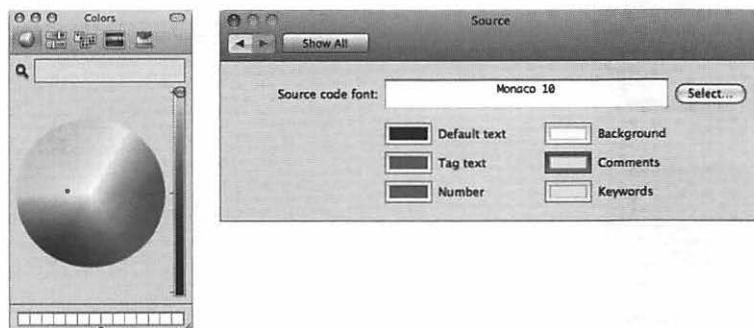 Colors
Source
Show All
Source code font:
Monaco 10
Select...
Default text
Background
Tag text
Comments
Number
Keywords